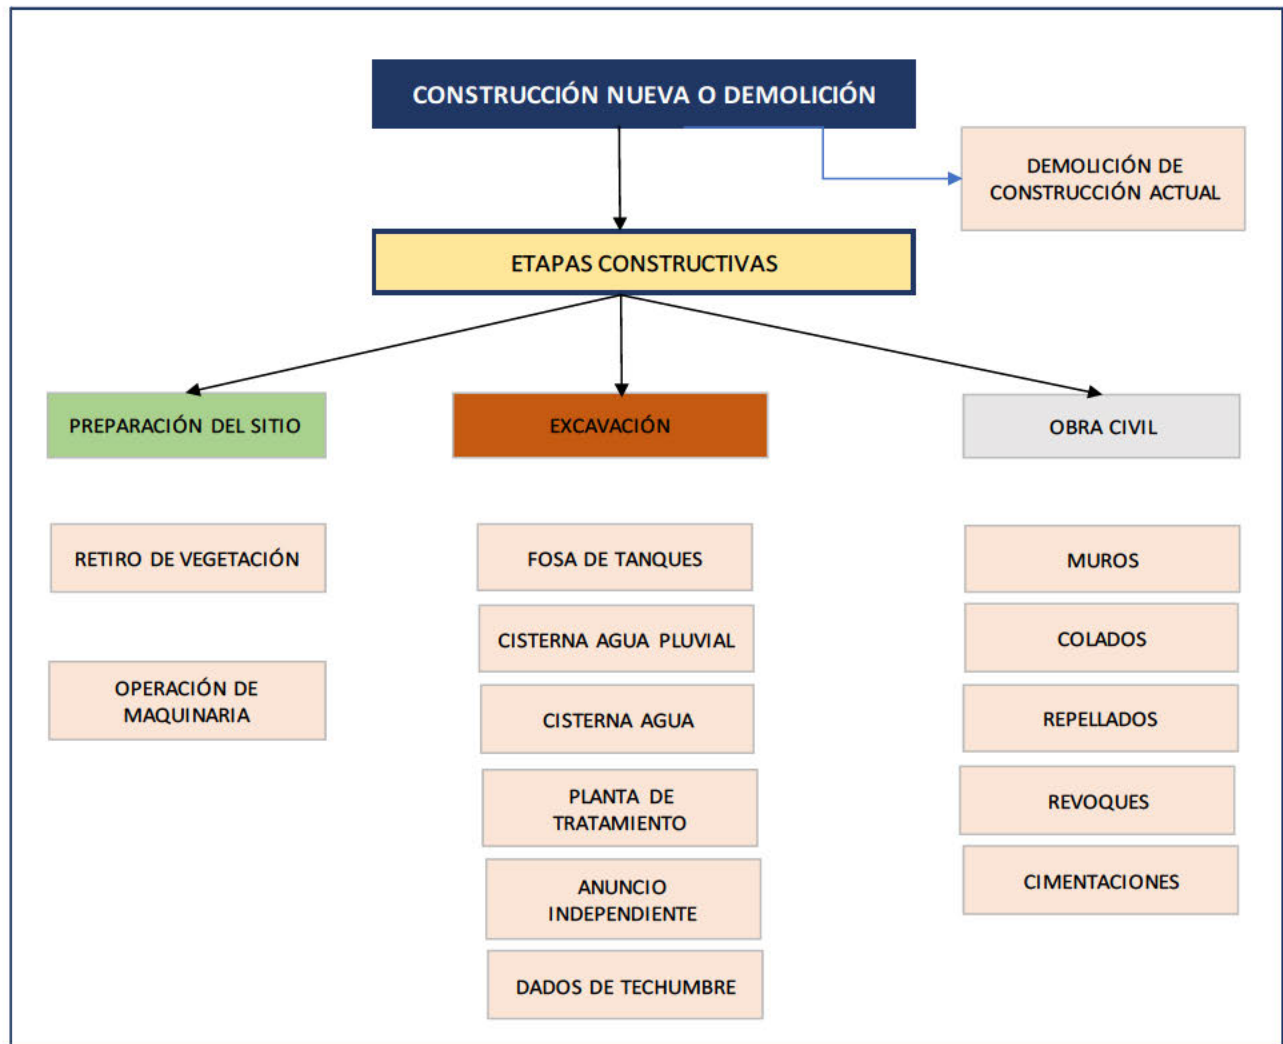 CONSTRUCCIÓN NUEVA O DEMOLICIÓN
DEMOLICIÓN DE
CONSTRUCCIÓN ACTUAL
ETAPAS CONSTRUCTIVAS
PREPARACIÓN DEL SITIO
RETIRO DE VEGETACIÓN
OPERACIÓN DE
MAQUINARIA
EXCAVACIÓN
FOSA DE TANQUES
CISTERNA AGUA PLUVIAL
CISTERNA AGUA
PLANTA DE
TRATAMIENTO
ANUNCIO
INDEPENDIENTE
DADOS DE TECHUMBRE
OBRA CIVIL
MUROS
COLADOS
REPELLADOS
REVOQUES
CIMENTACIONES